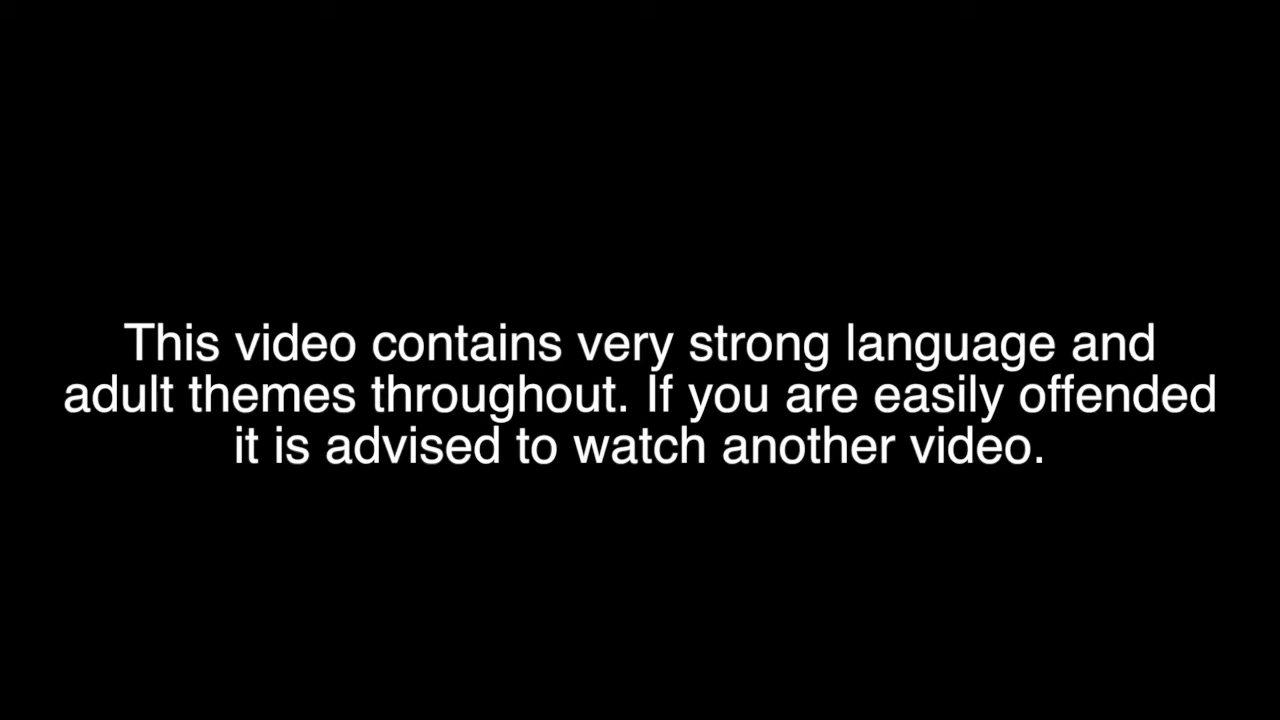 This video contains very strong language and
adult themes throughout. If you are easily offended
it is advised to watch another video.